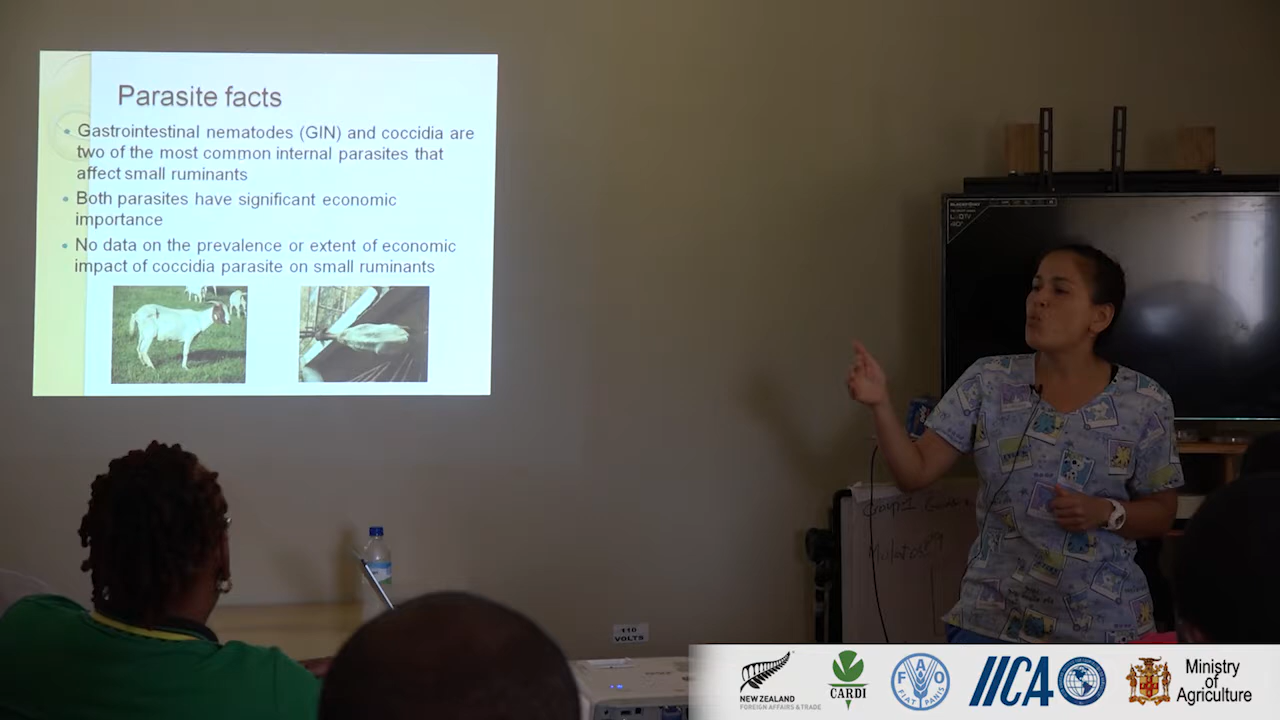 Parasite facts
Gastrointestinal nematodes (GIN) and coccidia are
two of the most common internal parasites that
affect small ruminants
Both parasites have significant economic
importance
No data on the prevalence or extent of economic
impact of coccidia parasite on small ruminants
Group
110
VOLTS
NEW ZEALAND
FOREIGN AFFAIRS & TRADE
CARDI
FAO
FIAT PANIS
IICA
Ministry
of
Agriculture